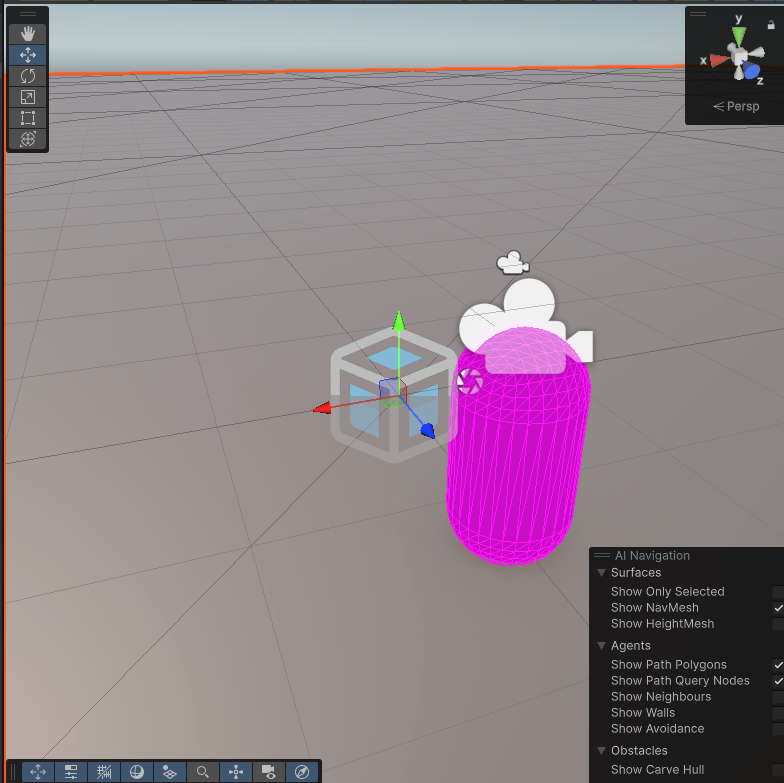 y
x
z
Persp
AI Navigation
Surfaces
Show Only Selected
Show NavMesh
Show HeightMesh
Agents
Show Path Polygons
Show Path Query Nodes
Show Neighbours
Show Walls
Show Avoidance
Obstacles
Show Carve Hull